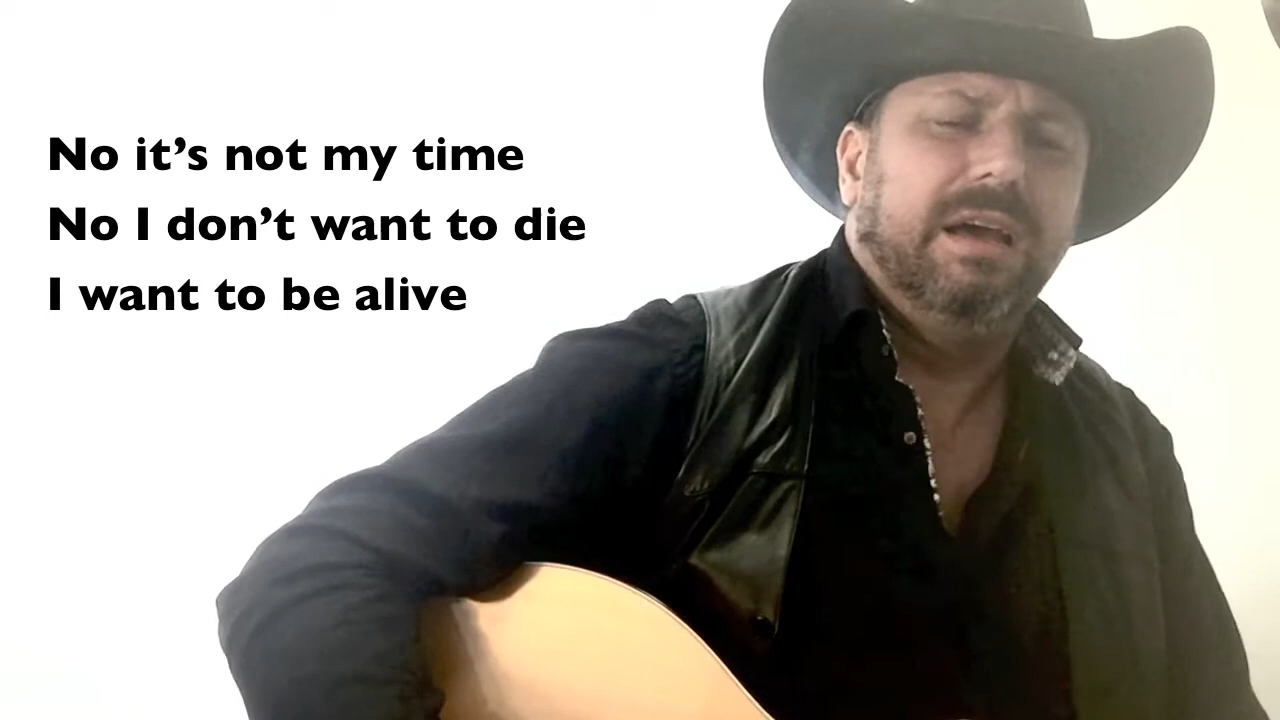 No it’s not my time
No I don’t want to die
I want to be alive